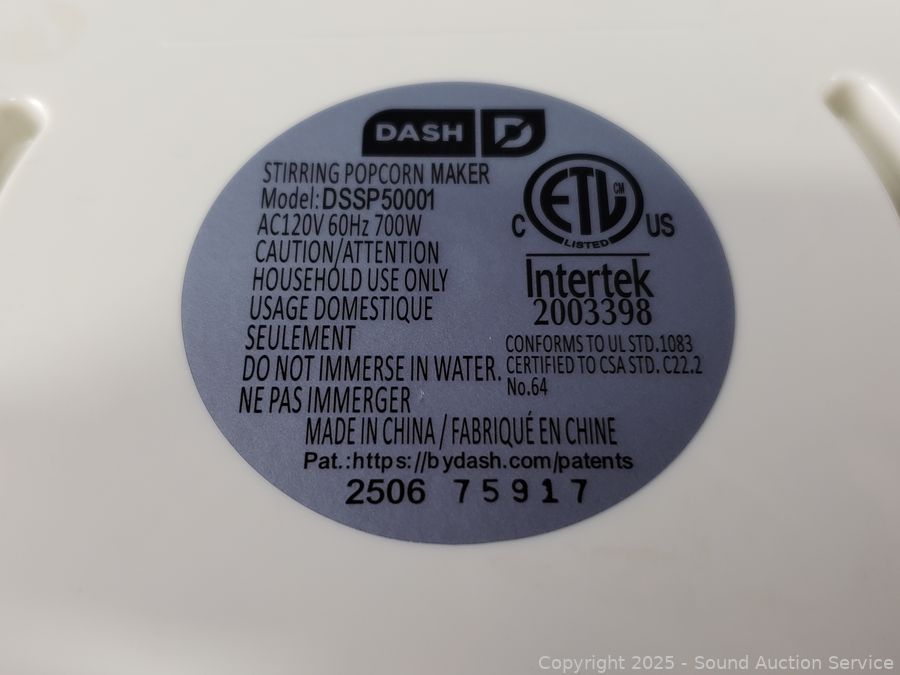 DASH
STIRRING POPCORN MAKER
Model: DSSP50001
AC120V 60Hz 700W
CAUTION/ATTENTION
HOUSEHOLD USE ONLY
USAGE DOMESTIQUE
SEULEMENT
DO NOT IMMERSE IN WATER.
NE PAS IMMERGER
C ETL CM US
LISTED
Intertek
2003398
CONFORMS TO UL STD.1083
CERTIFIED TO CSA STD. C22.2
No.64
MADE IN CHINA / FABRIQUÉ EN CHINE
Pat.:https://bydash.com/patents
2506 75917
Copyright 2025 - Sound Auction Service